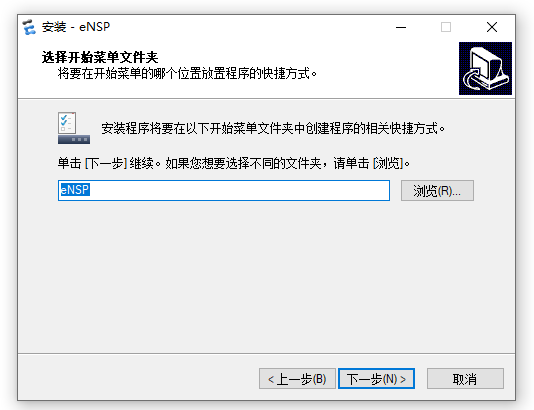 安装 - eNSP
选择开始菜单文件夹
将要在开始菜单的哪个位置放置程序的快捷方式。
安装程序将要在以下开始菜单文件夹中创建程序的相关快捷方式。
单击 [下一步] 继续。如果您想要选择不同的文件夹，请单击 [浏览]。
eNSP
浏览(R)...
< 上一步(B)
下一步(N) >
取消